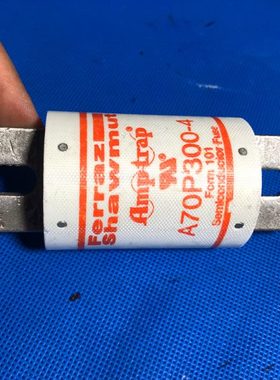 Ferraz
Shawmut
Amp-trap
A70P300-4
Form 101
Semiconductor Fuse